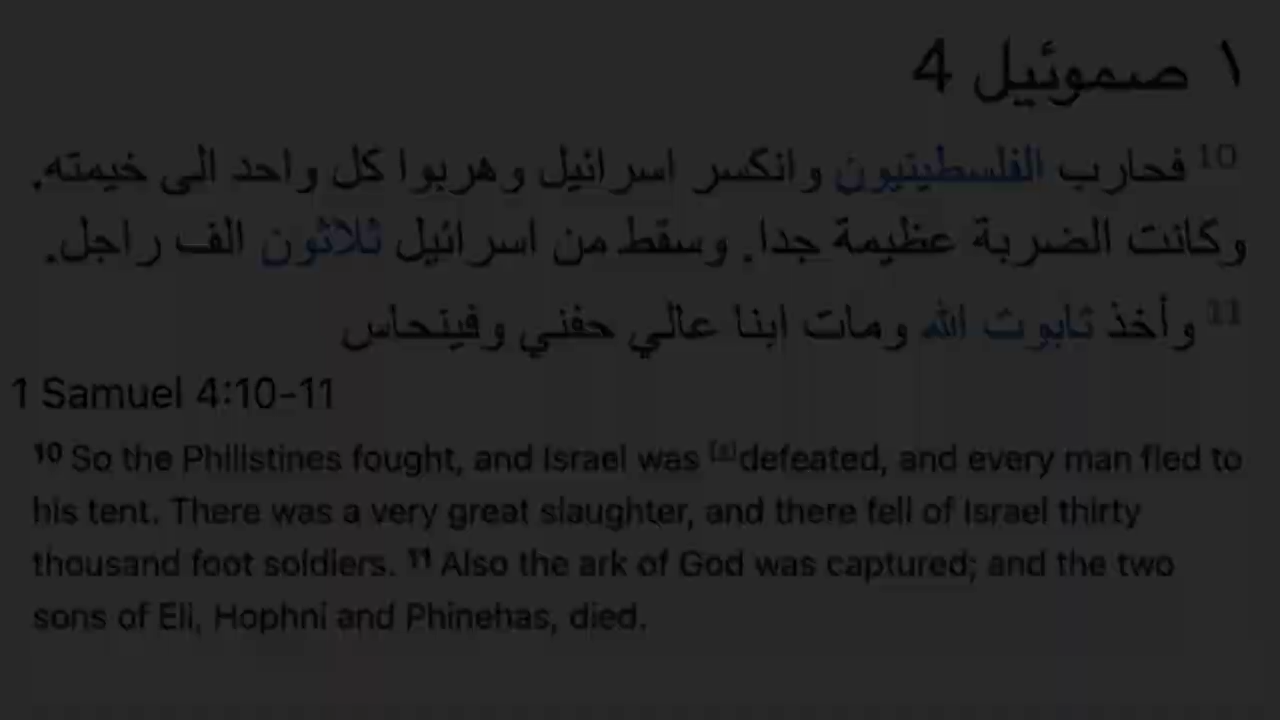 ١ صموئيل 4
10 فحارب الفلسطينيون وانكسر اسرائيل وهربوا كل واحد الى خيمته.
وكانت الضربة عظيمة جدا. وسقط من اسرائيل ثلاثون الف راجل.
11 وأخذ تابوت الله ومات ابنا عالي حفني وفينحاس
1 Samuel 4:10-11
10 So the Philistines fought, and Israel was [a]defeated, and every man fled to
his tent. There was a very great slaughter, and there fell of Israel thirty
thousand foot soldiers. 11 Also the ark of God was captured; and the two
sons of Eli, Hophni and Phinehas, died.